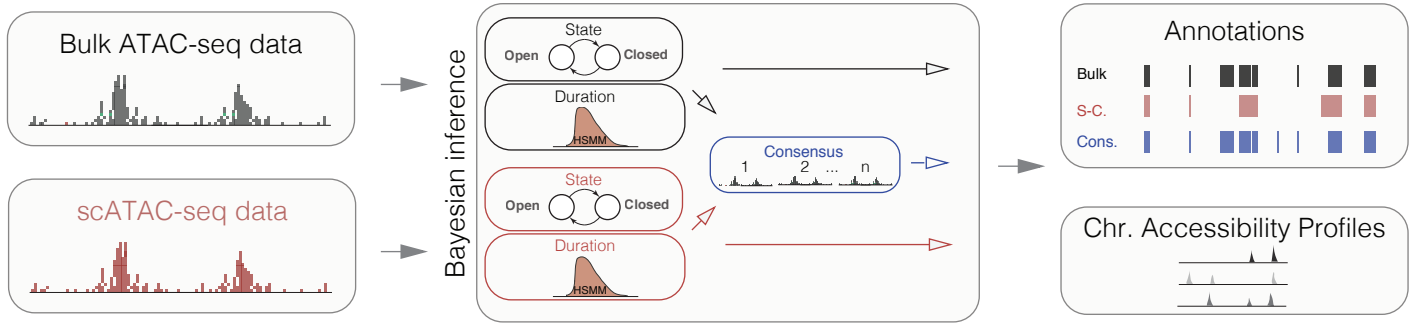 Bulk ATAC-seq data
scATAC-seq data
Bayesian inference
State
Open
Closed
Duration
HSMM
State
Open
Closed
Duration
HSMM
Consensus
1 2 ... n
Annotations
Bulk
S-C.
Cons.
Chr. Accessibility Profiles